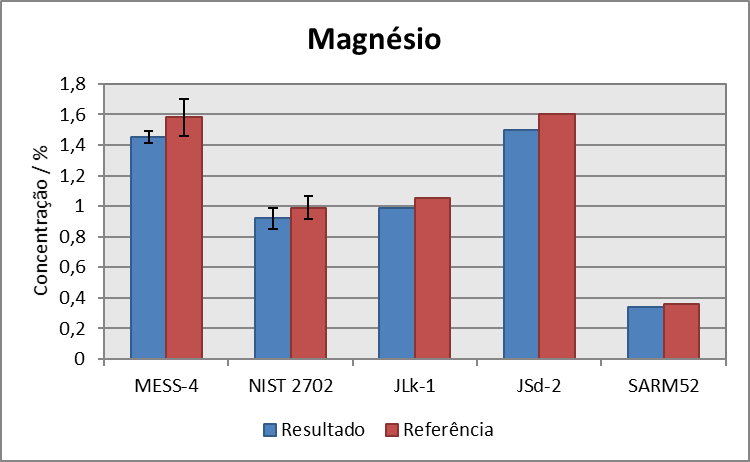 Magnésio
Concentração / %
1,8
1,6
1,4
1,2
1
0,8
0,6
0,4
0,2
0
MESS-4 NIST 2702 JLk-1 JSd-2 SARM52
Resultado Referência